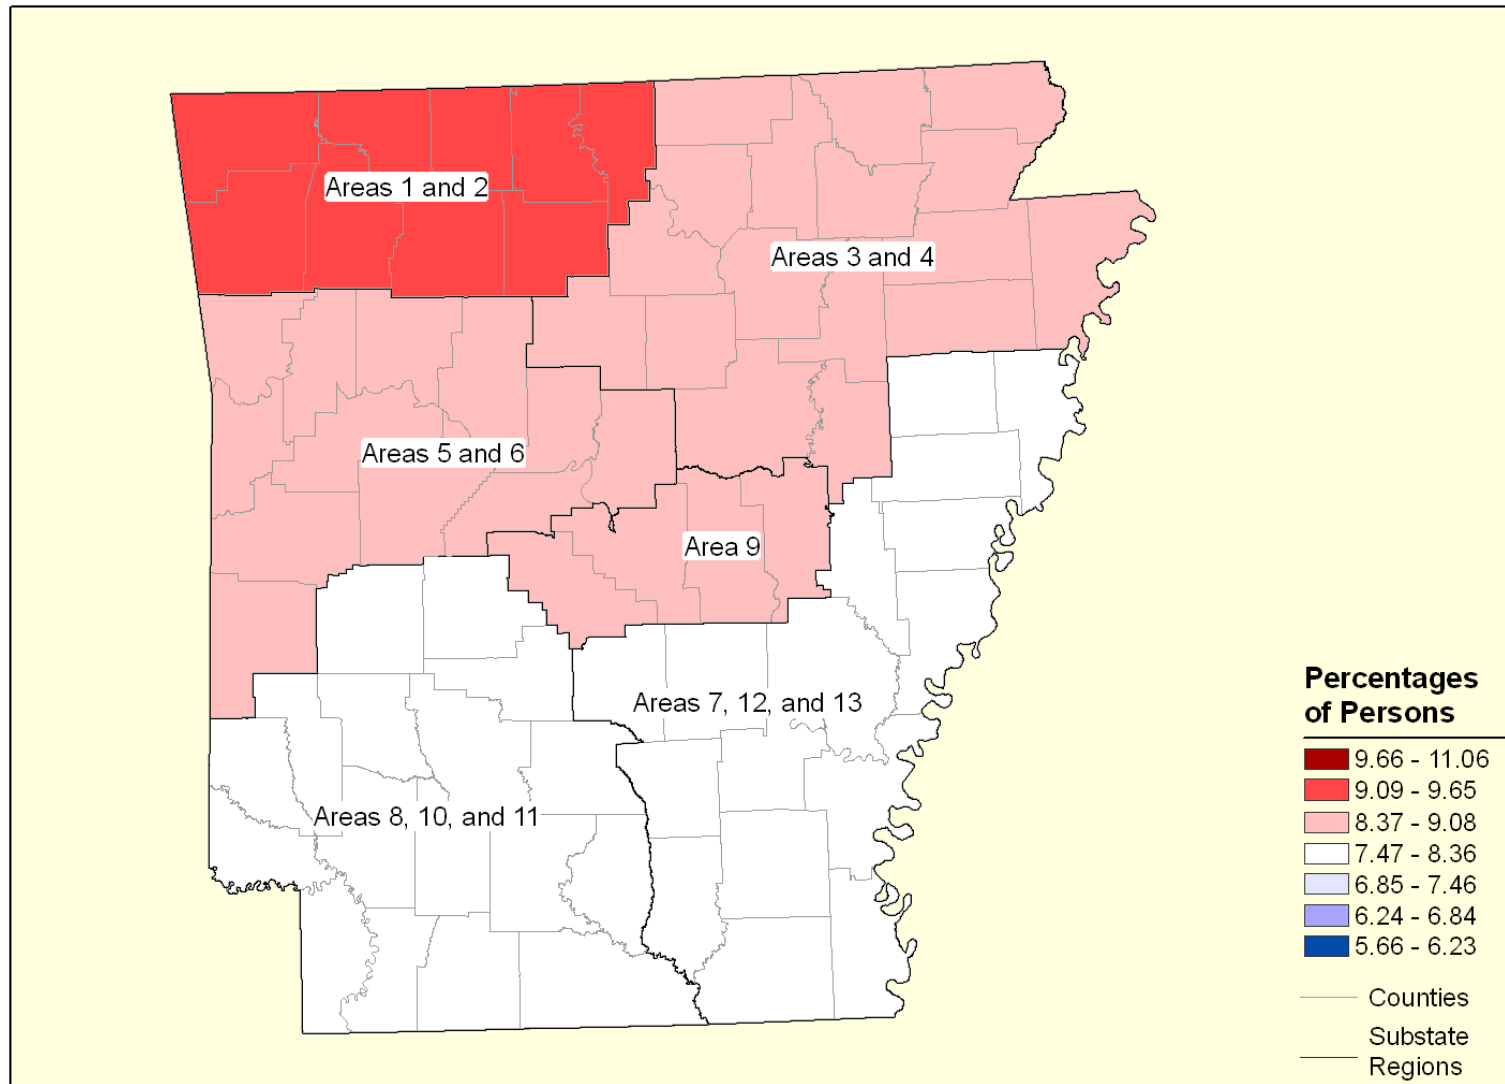 Areas 1 and 2
Areas 3 and 4
Areas 5 and 6
Area 9
Areas 7, 12, and 13
Areas 8, 10, and 11
Percentages
of Persons
9.66 - 11.06
9.09 - 9.65
8.37 - 9.08
7.47 - 8.36
6.85 - 7.46
6.24 - 6.84
5.66 - 6.23
Counties
Substate
Regions